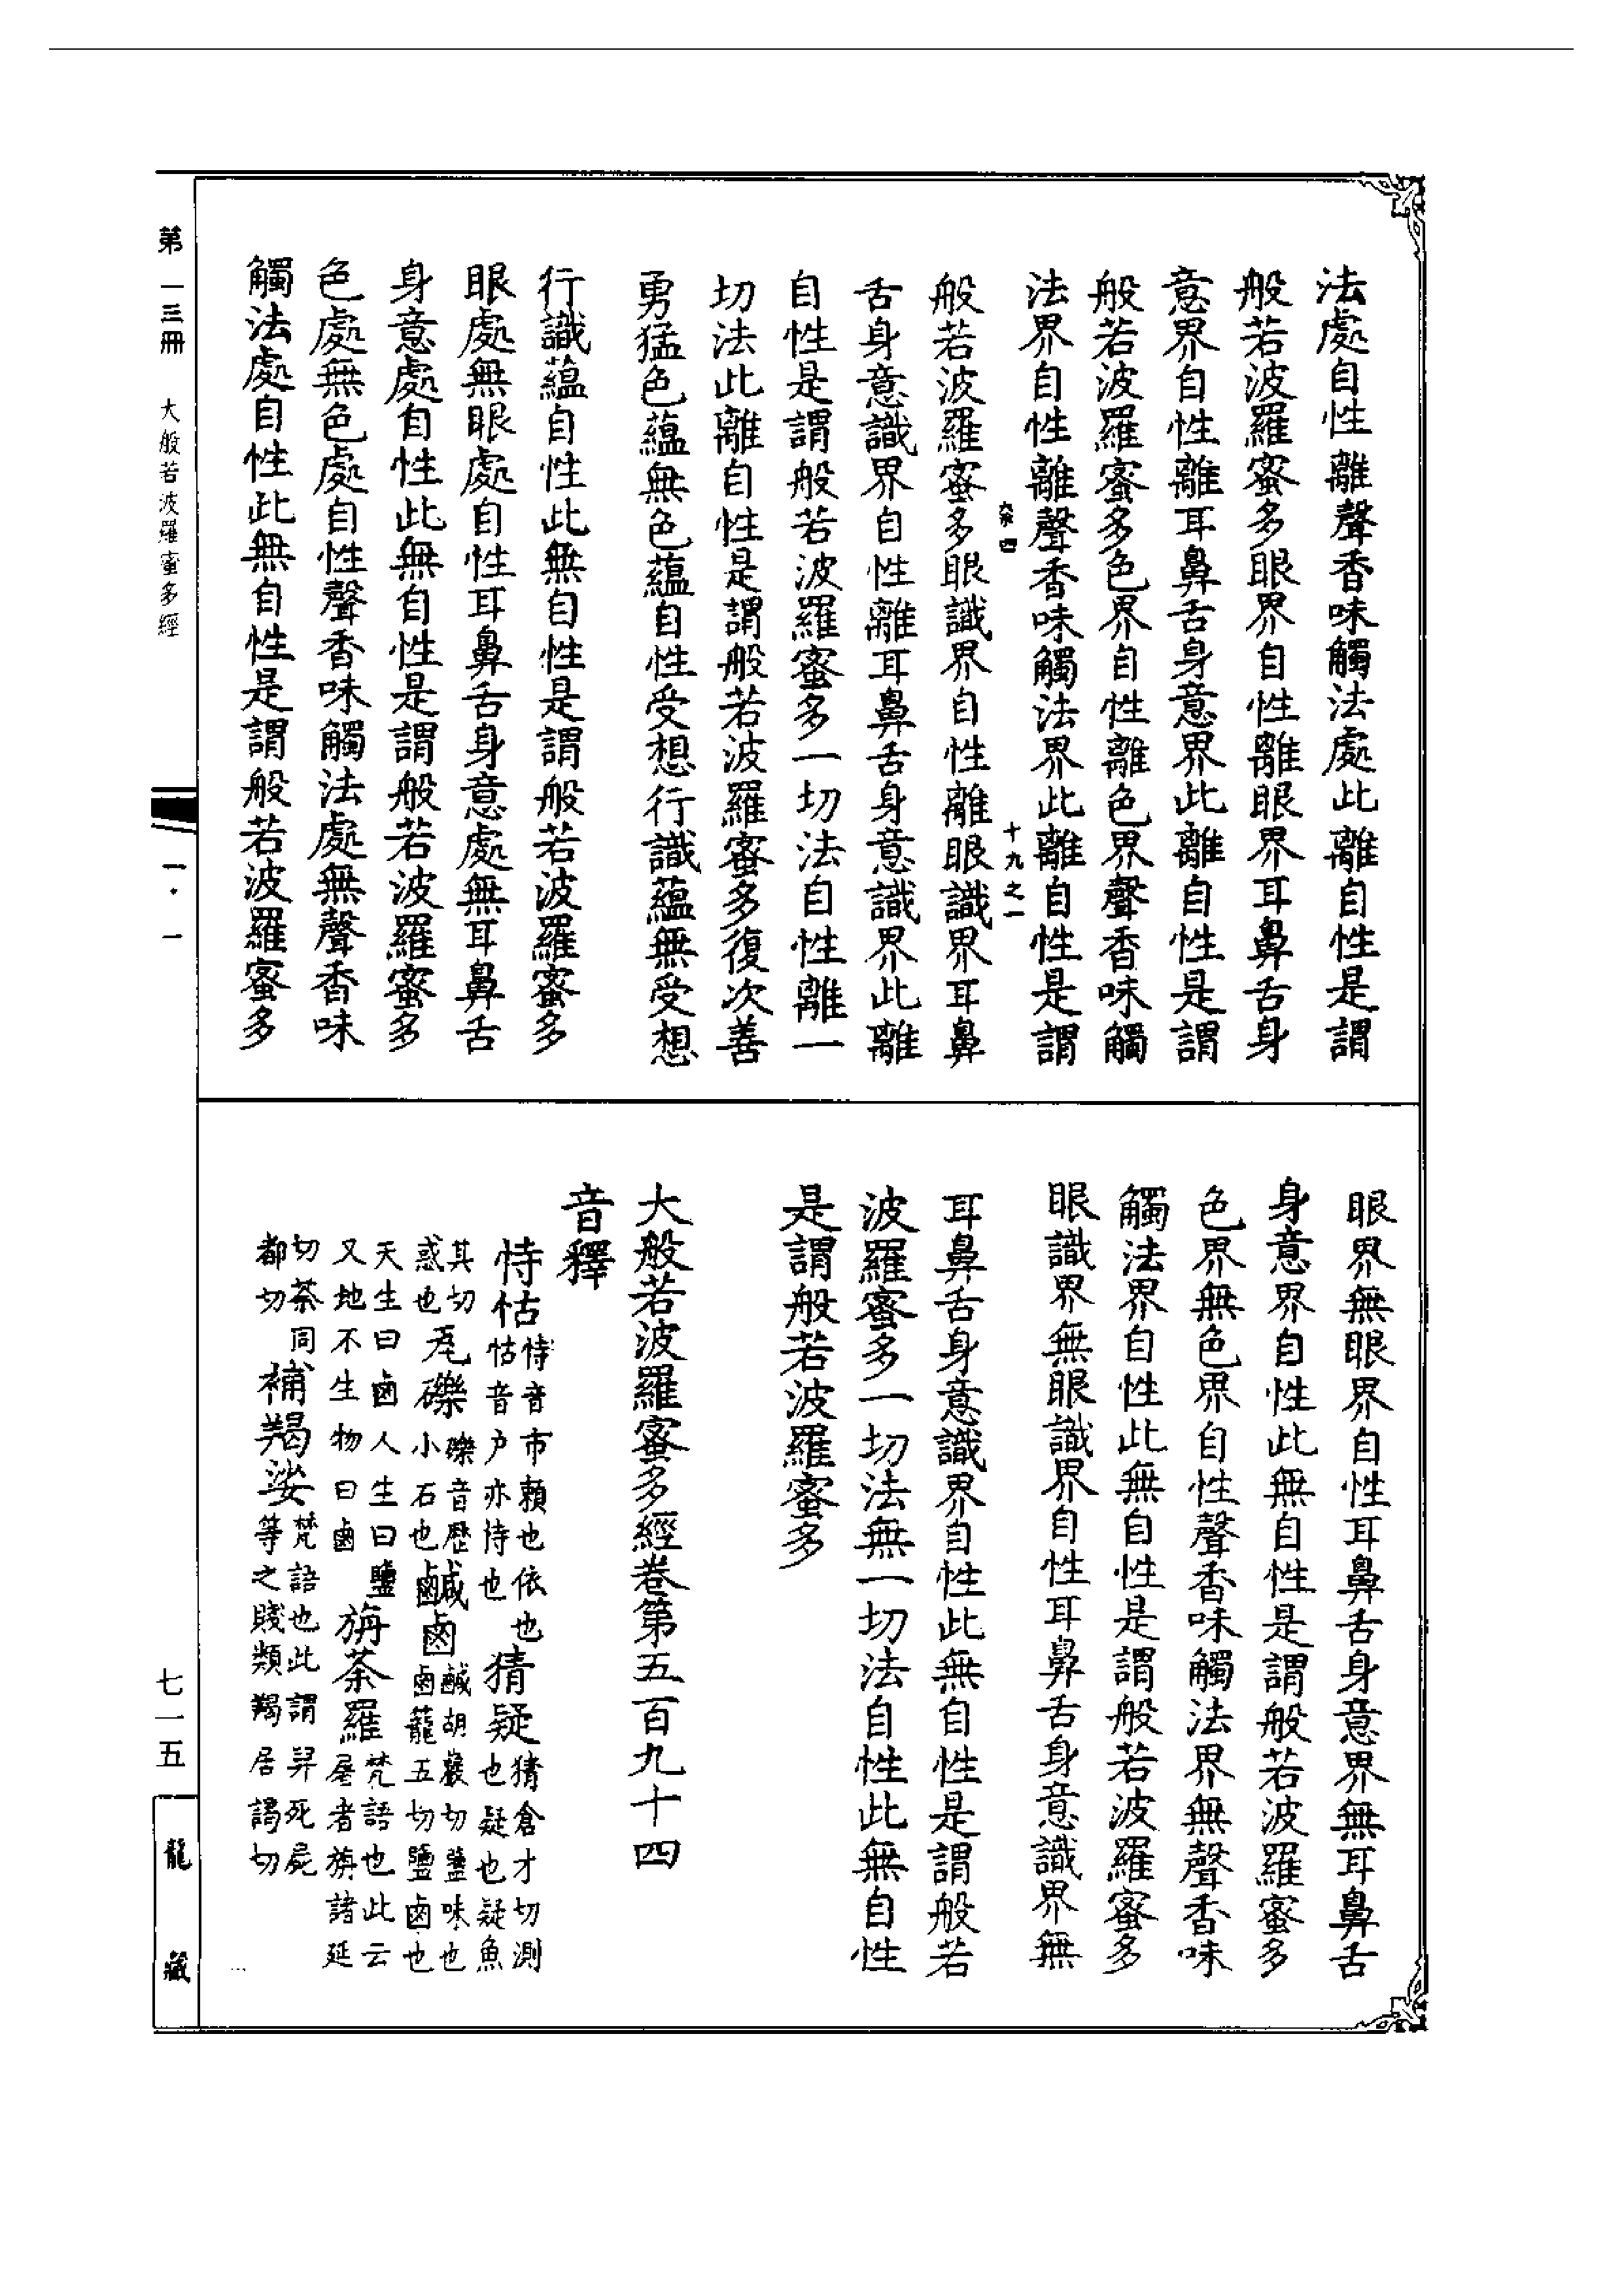 法處自性離聲香味觸法處此離自性是謂
般若波羅蜜多眼界自性離眼界耳鼻舌身
意界自性離耳鼻舌身意界此離自性是謂
般若波羅蜜多色界自性離色界聲香味觸
法界自性離聲香味觸法界此離自性是謂
十九之一
般若波羅蜜多眼識界自性離眼識界耳鼻
舌身意識界自性離耳鼻舌身意識界此離
自性是謂般若波羅蜜多一切法自性離一
切法此離自性是謂般若波羅蜜多復次善
勇猛色蘊無色蘊自性受想行識蘊無受想
行識蘊自性此無自性是謂般若波羅蜜多
眼處無眼處自性耳鼻舌身意處無耳鼻舌
身意處自性此無自性是謂般若波羅蜜多
色處無色處自性聲香味觸法處無聲香味
觸法處自性此無自性是謂般若波羅蜜多
眼界無眼界自性耳鼻舌身意界無耳鼻舌
身意界自性此無自性是謂般若波羅蜜多
色界無色界自性聲香味觸法界無聲香味
觸法界自性此無自性是謂般若波羅蜜多
眼識界無眼識界自性耳鼻舌身意識界無
耳鼻舌身意識界自性此無自性是謂般若
波羅蜜多一切法無一切法自性此無自性
是謂般若波羅蜜多
大般若波羅蜜多經卷第五百九十四
音釋
恃怙恃音市賴也依也怙音户亦恃也猜疑猜倉才切測也疑也疑魚
其切惑也瓦礫礫音歷小石也鹹鹵鹹胡巖切鹽味也鹵籠五切鹽鹵也
天生曰鹵人生曰鹽又地不生物曰鹵旃荼羅梵語也此云屠者旃諸延
切荼同都切補羯娑梵語也此謂舁死屍等之賤類羯居謁切
第一三冊 大般若波羅蜜多經 一·一
七一五
龍藏